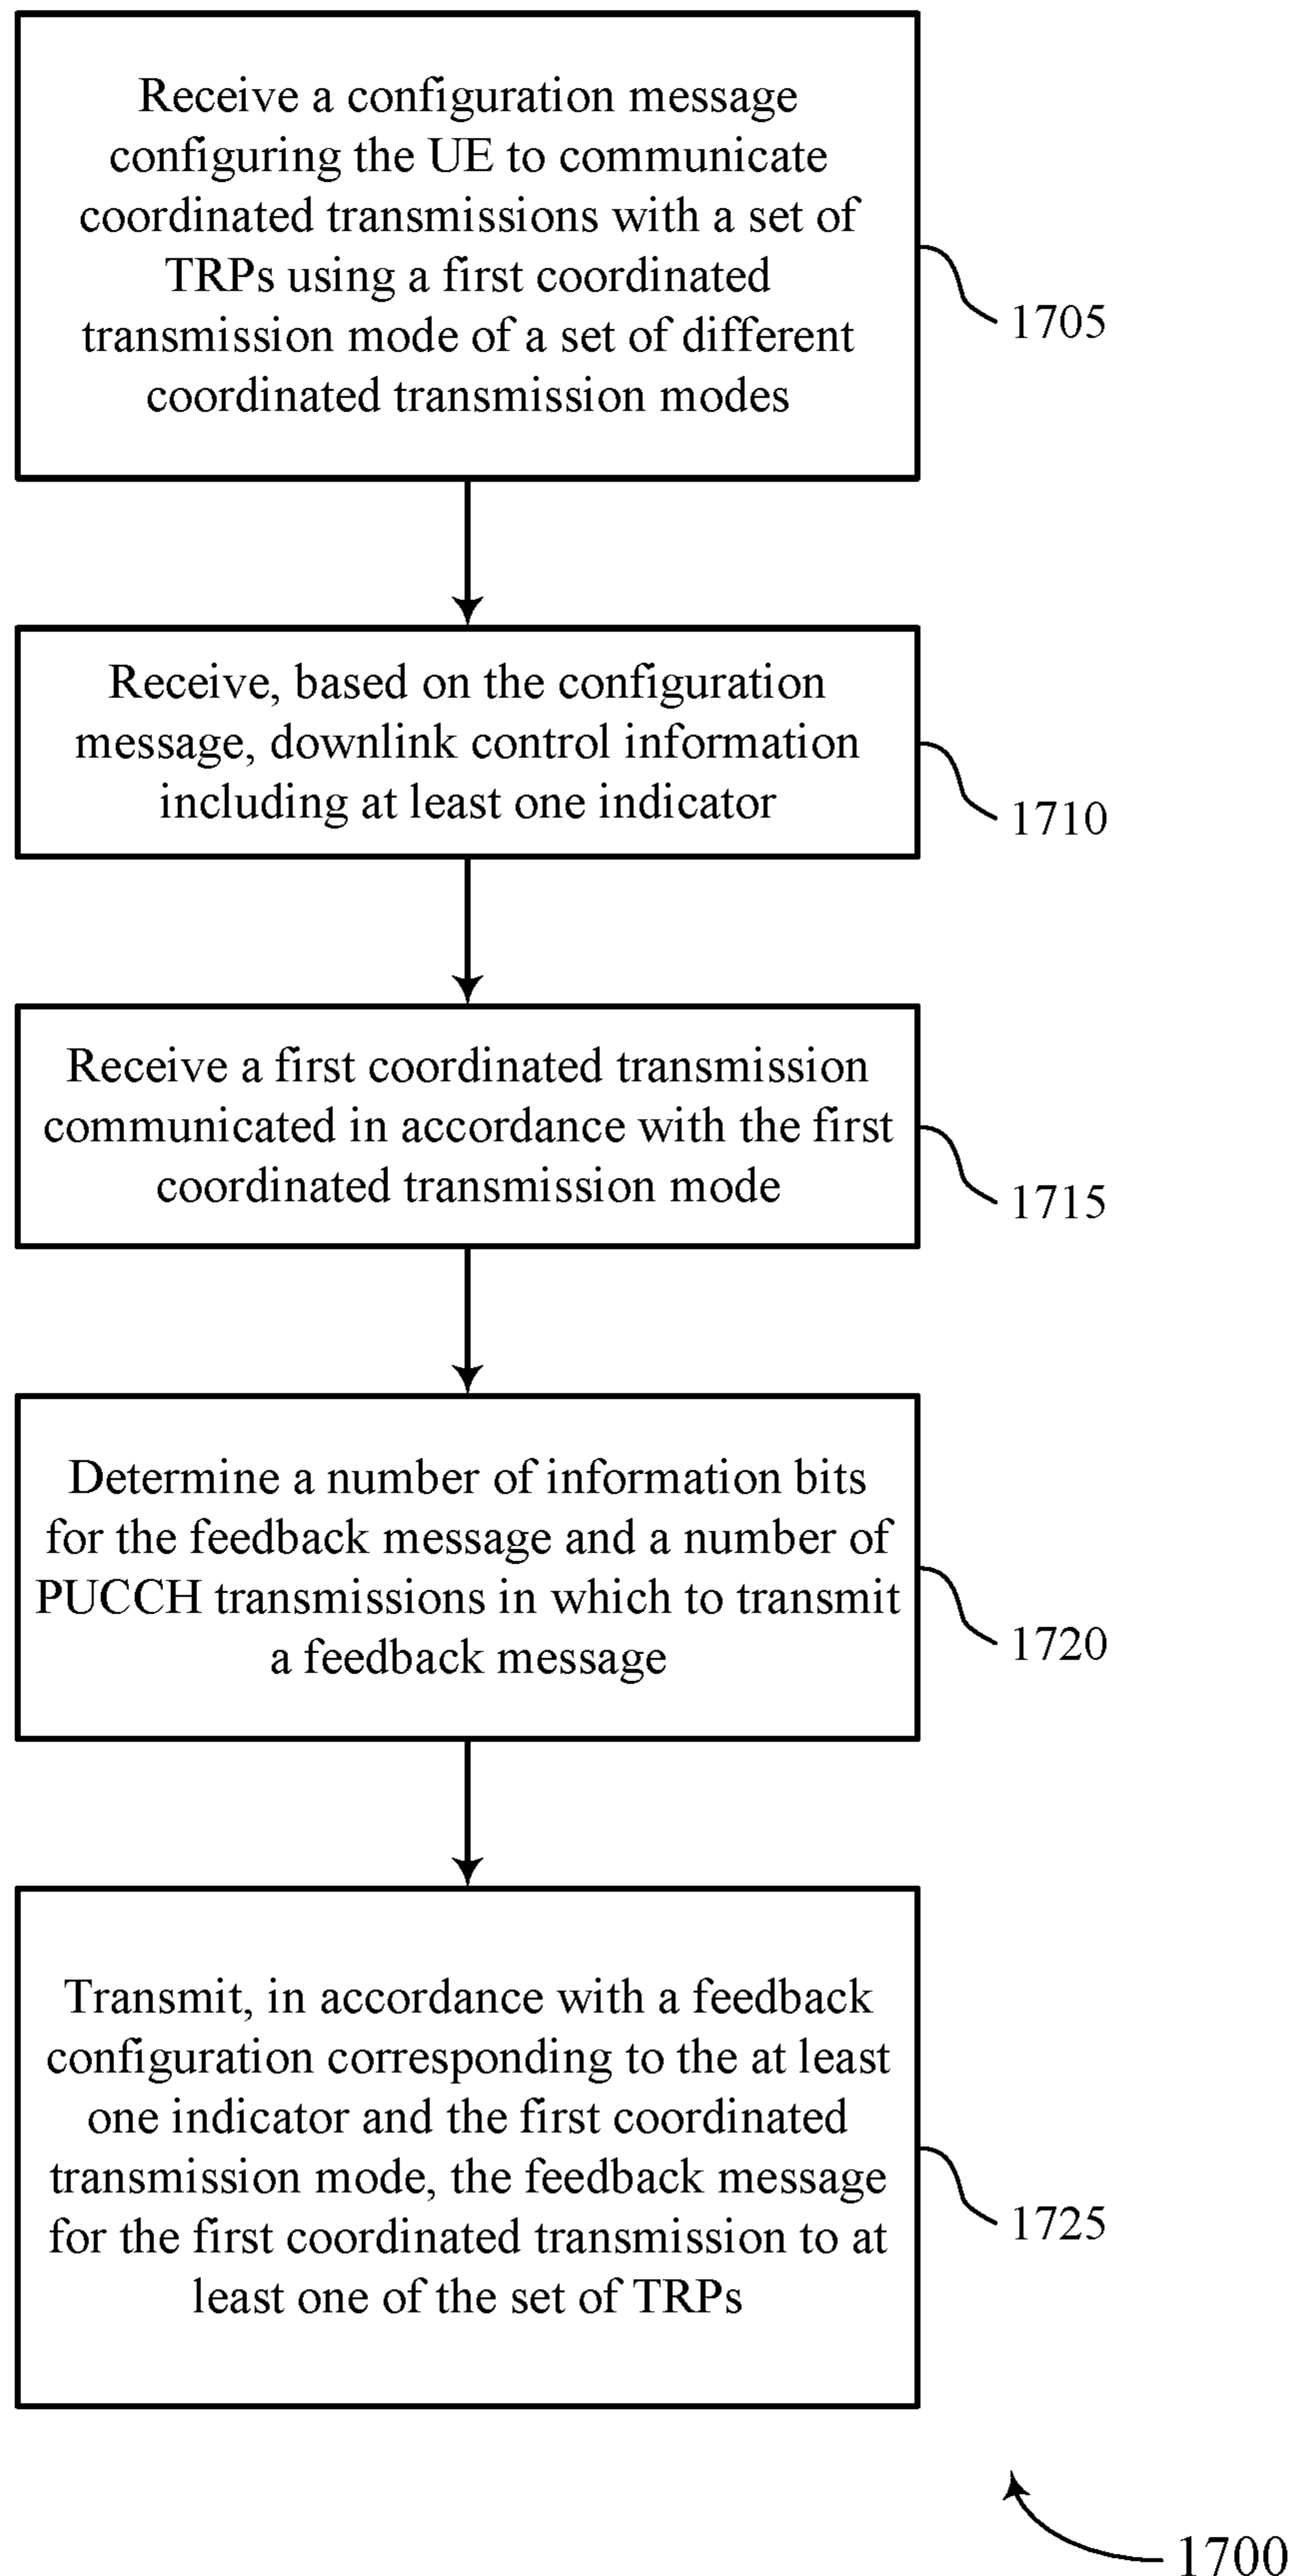 Receive a configuration message
configuring the UE to communicate
coordinated transmissions with a set of
TRPs using a first coordinated
transmission mode of a set of different
coordinated transmission modes
1705
Receive, based on the configuration
message, downlink control information
including at least one indicator
1710
Receive a first coordinated transmission
communicated in accordance with the first
coordinated transmission mode
1715
Determine a number of information bits
for the feedback message and a number of
PUCCH transmissions in which to transmit
a feedback message
1720
Transmit, in accordance with a feedback
configuration corresponding to the at least
one indicator and the first coordinated
transmission mode, the feedback message
for the first coordinated transmission to at
least one of the set of TRPs
1725
1700